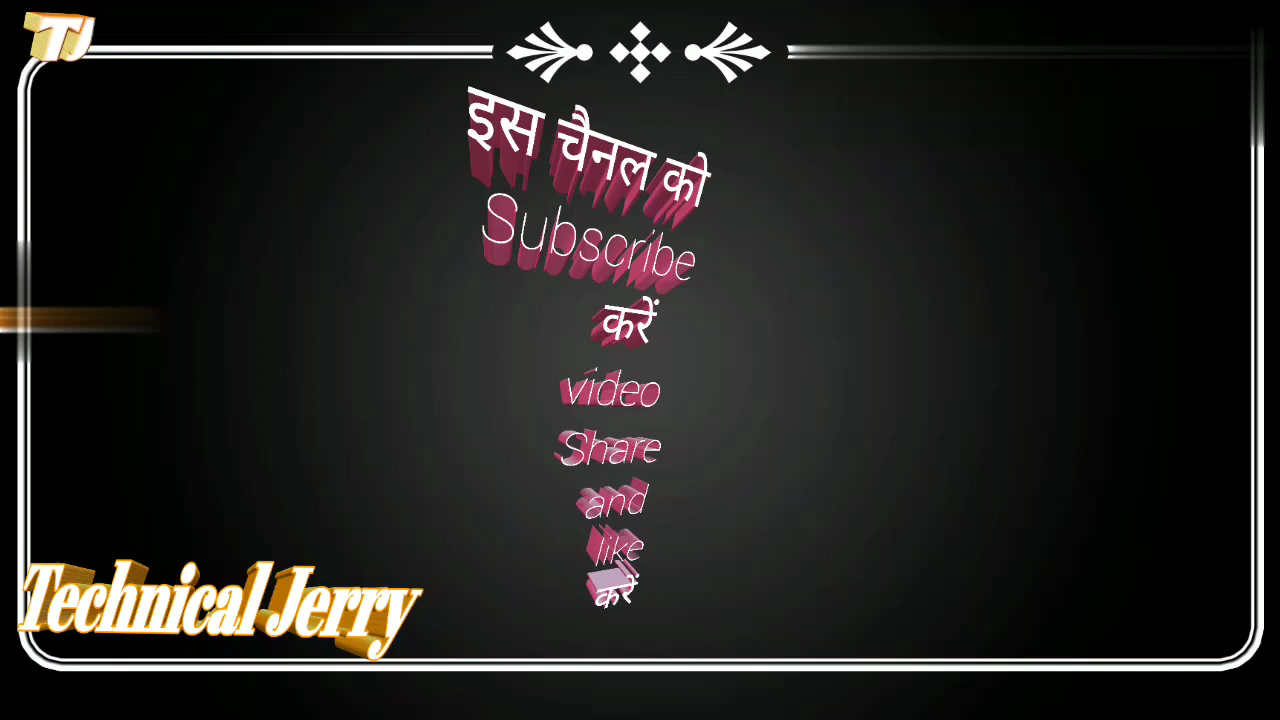 TJ
इस चैनल को
Subscribe
करें
video
Share
and
like
करें
Technical Jerry